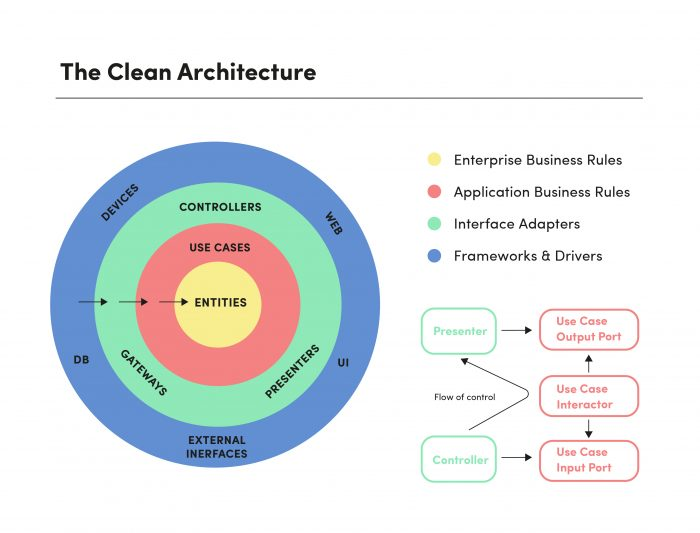 The Clean Architecture
DEVICES
WEB
CONTROLLERS
USE CASES
ENTITIES
DB
GATEWAYS
PRESENTERS
UI
EXTERNAL
INERFACES
Enterprise Business Rules
Application Business Rules
Interface Adapters
Frameworks & Drivers
Presenter
Use Case
Output Port
Flow of control
Use Case
Interactor
Controller
Use Case
Input Port